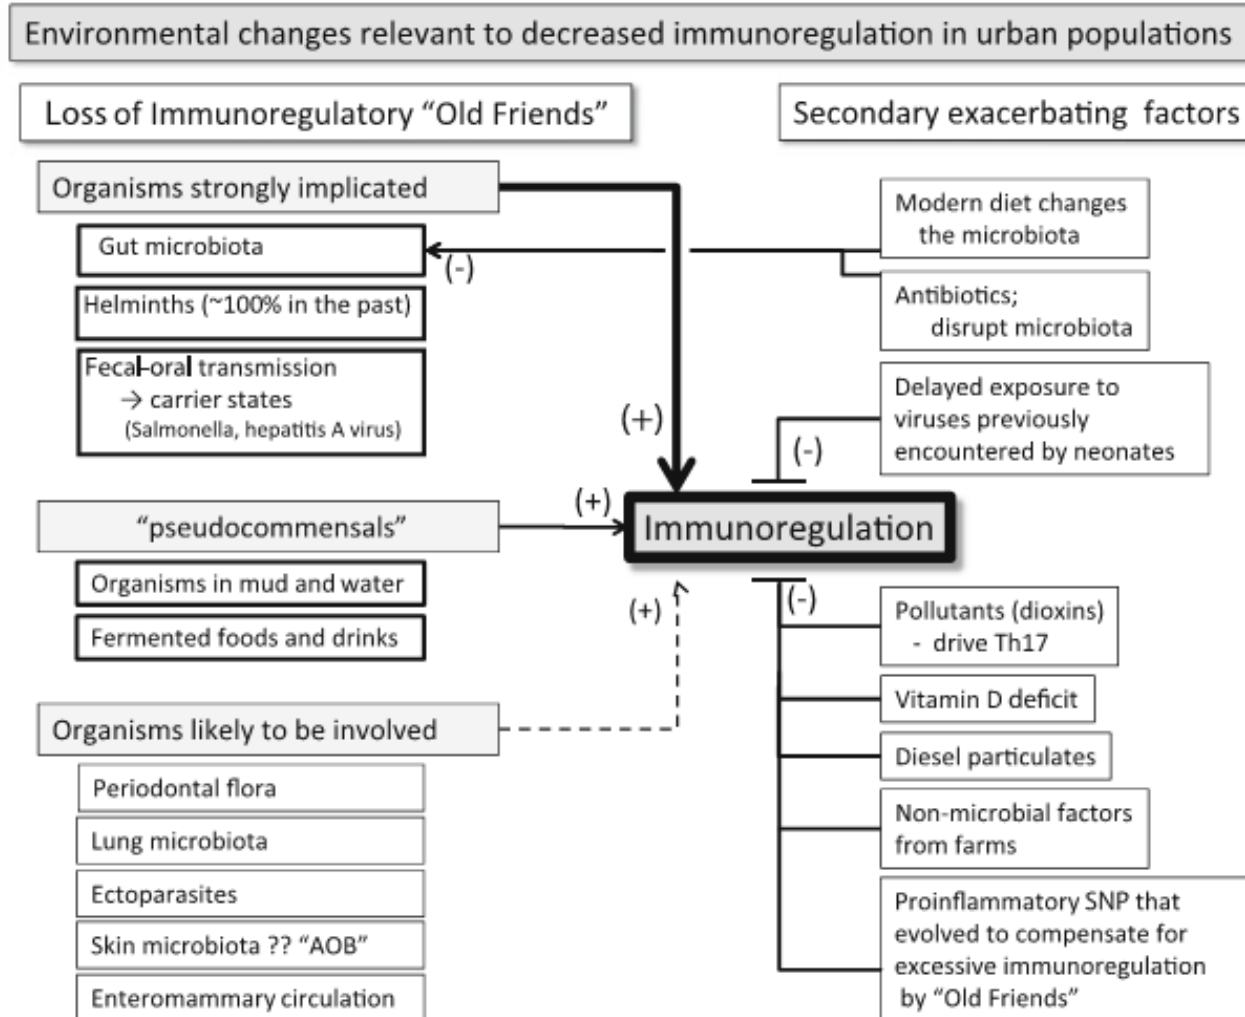 Environmental changes relevant to decreased immunoregulation in urban populations
Loss of Immunoregulatory “Old Friends”
Organisms strongly implicated
Gut microbiota
(-)
Helminths (~100% in the past)
Fecal-oral transmission
→ carrier states
(Salmonella, hepatitis A virus)
(+)
“pseudocommensals”
(+)
Organisms in mud and water
Fermented foods and drinks
(+)
Organisms likely to be involved
Periodontal flora
Lung microbiota
Ectoparasites
Skin microbiota ?? “AOB”
Enteromammary circulation
Immunoregulation
Secondary exacerbating factors
Modern diet changes
the microbiota
Antibiotics;
disrupt microbiota
Delayed exposure to
viruses previously
encountered by neonates
(-)
(-)
Pollutants (dioxins)
- drive Th17
Vitamin D deficit
Diesel particulates
Non-microbial factors
from farms
Proinflammatory SNP that
evolved to compensate for
excessive immunoregulation
by “Old Friends”